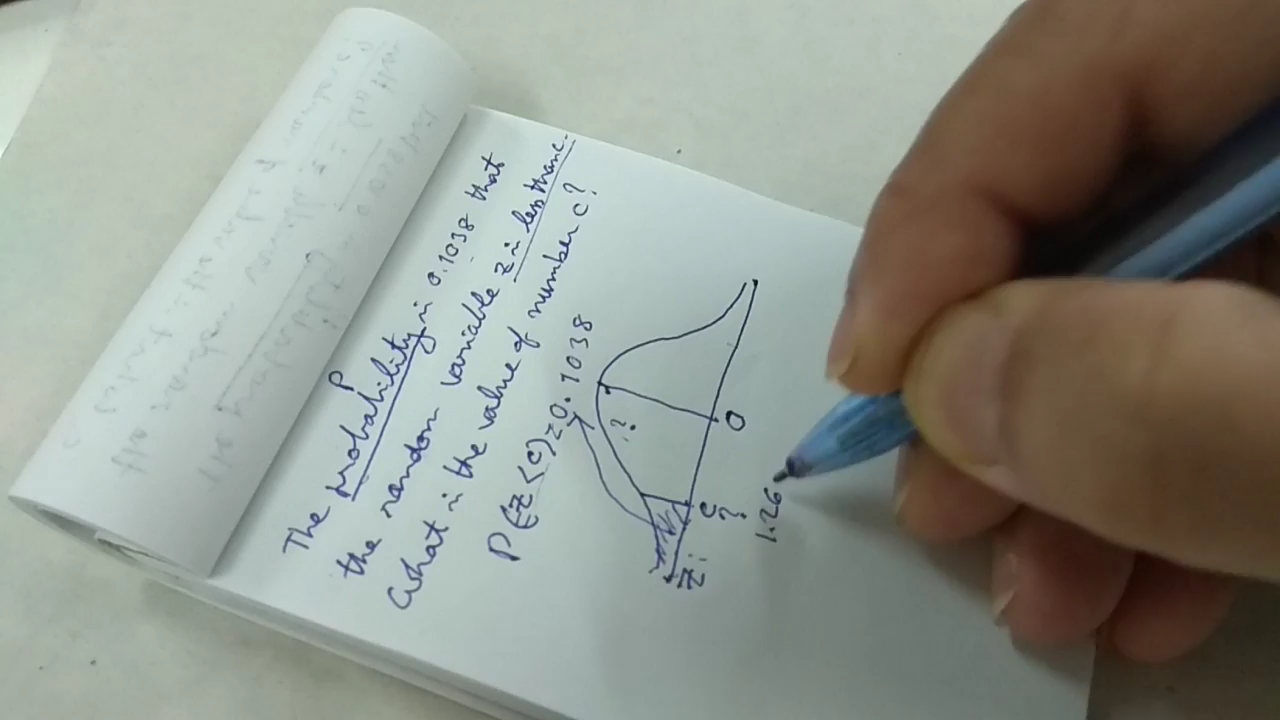 The probability is 0.1038 that
P
the random variable z is less than c.
What is the value of number c?
P(z<c)=0.1038
?
0
c
?
z:
1.26